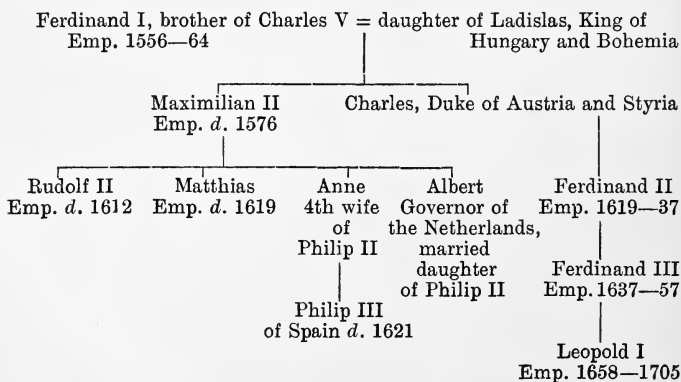 Ferdinand I, brother of Charles V = daughter of Ladislas, King of
Emp. 1556—64
Hungary and Bohemia
Maximilian II
Emp. d. 1576
Charles, Duke of Austria and Styria
Rudolf II
Emp. d. 1612
Matthias
Emp. d. 1619
Anne
4th wife
of
Philip II
Albert
Governor of
the Netherlands,
married
daughter
of Philip II
Ferdinand II
Emp. 1619—37
Philip III
of Spain d. 1621
Ferdinand III
Emp. 1637—57
Leopold I
Emp. 1658—1705